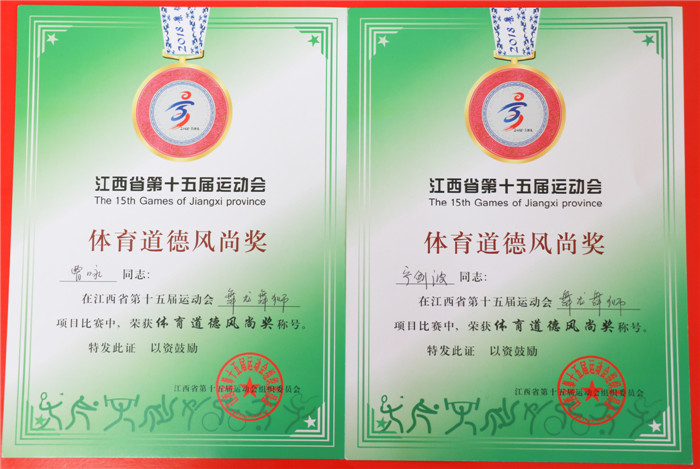 2018
江西省第十五届运动会
The 15th Games of Jiangxi province
体育道德风尚奖
曹咏 同志:
在江西省第十五届运动会 舞龙舞狮
项目比赛中，荣获体育道德风尚奖称号。
特发此证 以资鼓励
江西省第十五届运动会组织委员会
2018
江西省第十五届运动会
The 15th Games of Jiangxi province
体育道德风尚奖
宁剑波 同志:
在江西省第十五届运动会 舞龙舞狮
项目比赛中，荣获体育道德风尚奖称号。
特发此证 以资鼓励
江西省第十五届运动会组织委员会